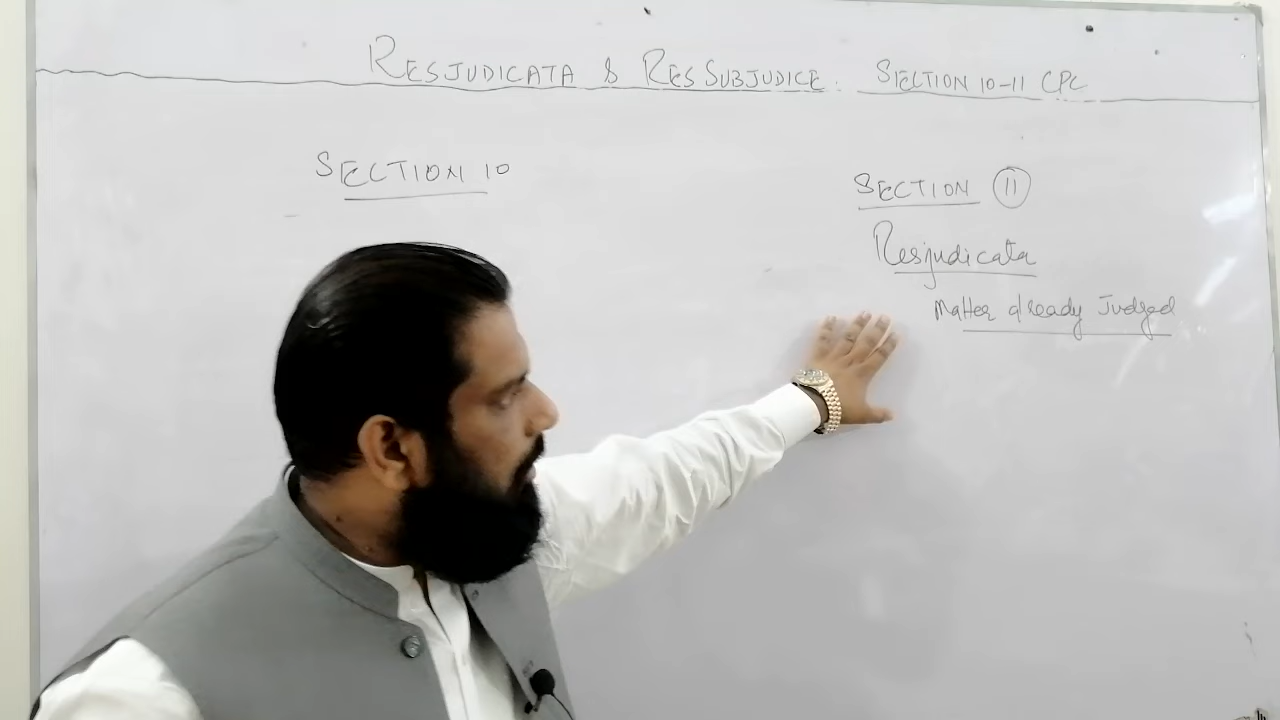 RESJUDICATA & RES SUBJUDICE: SECTION 10-11 CPC
SECTION 10
SECTION 11
Resjudicata
Matter already Judged